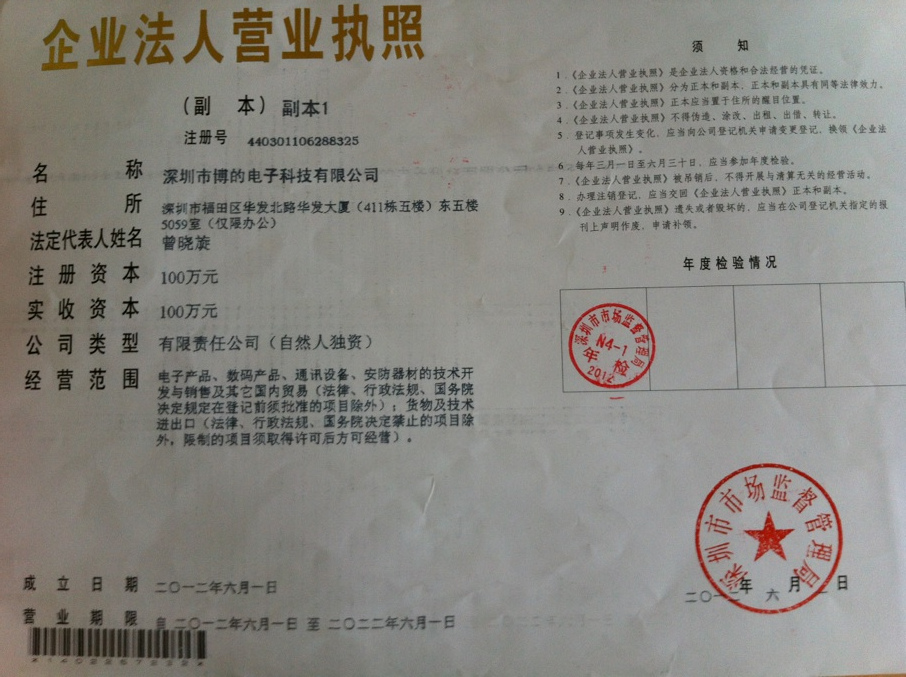 企业法人营业执照
（副 本）副本1
注册号 440301106288325
名称 深圳市博的电子科技有限公司
住所 深圳市福田区华发北路华发大厦（411栋五楼）东五楼
5059室（仅限办公）
法定代表人姓名 曾晓旋
注册资本 100万元
实收资本 100万元
公司类型 有限责任公司（自然人独资）
经营范围 电子产品、数码产品、通讯设备、安防器材的技术开
发与销售及其它国内贸易（法律、行政法规、国务院
决定规定在登记前须批准的项目除外）；货物及技术
进出口（法律、行政法规、国务院决定禁止的项目除
外，限制的项目须取得许可后方可经营）。
成立日期 二〇一二年六月一日
营业期限 自二〇一二年六月一日至二〇二二年六月一日
须 知
1．《企业法人营业执照》是企业法人资格和合法经营的凭证。
2．《企业法人营业执照》分为正本和副本，正本和副本具有同等法律效力。
3．《企业法人营业执照》正本应当置于住所的醒目位置。
4．《企业法人营业执照》不得伪造、涂改、出租、出借、转让。
5．登记事项发生变化，应当向公司登记机关申请变更登记，换领《企业法
人营业执照》。
6．每年三月一日至六月三十日，应当参加年度检验。
7．《企业法人营业执照》被吊销后，不得开展与清算无关的经营活动。
8．办理注销登记，应当交回《企业法人营业执照》正本和副本。
9．《企业法人营业执照》遗失或者毁坏的，应当在公司登记机关指定的报
刊上声明作废，申请补领。
年度检验情况
深圳市市场监督管理局
N4-1
年检
2012
深圳市市场监督管理局
二〇一二年 六 月 日